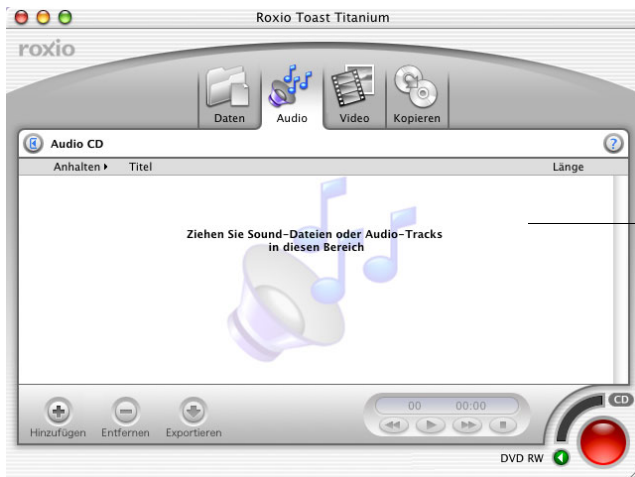 Roxio Toast Titanium
roxio
Daten Audio Video Kopieren
Audio CD ?
Anhalten Titel Länge
Ziehen Sie Sound-Dateien oder Audio-Tracks
in diesen Bereich
00 00:00
CD
Hinzufügen Entfernen Exportieren
DVD RW